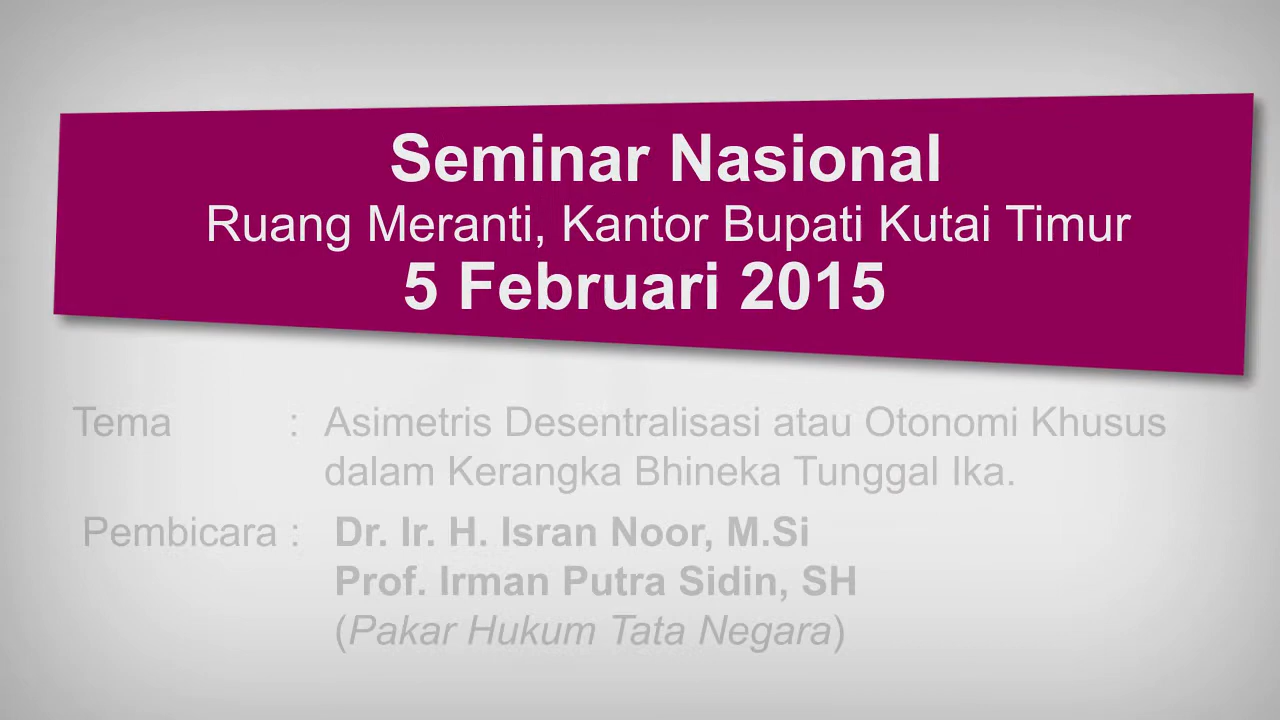 Seminar Nasional
Ruang Meranti, Kantor Bupati Kutai Timur
5 Februari 2015
Tema : Asimetris Desentralisasi atau Otonomi Khusus
dalam Kerangka Bhineka Tunggal Ika.
Pembicara : Dr. Ir. H. Isran Noor, M.Si
Prof. Irman Putra Sidin, SH
(Pakar Hukum Tata Negara)